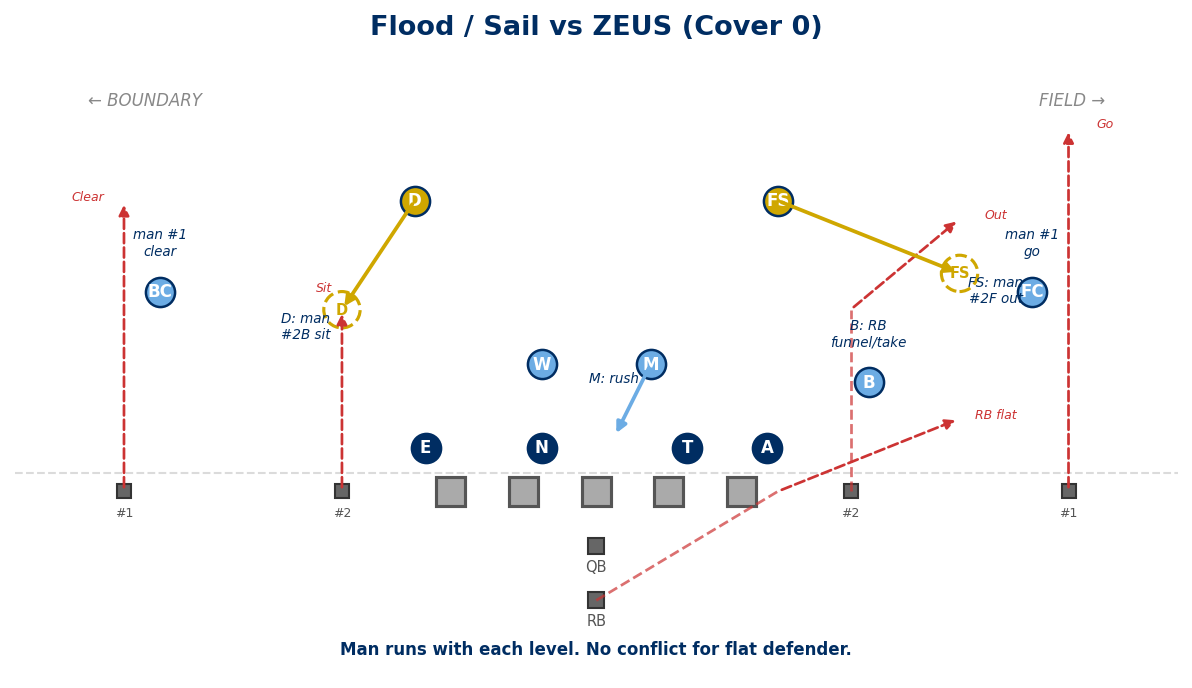 Flood / Sail vs ZEUS (Cover 0)
← BOUNDARY
FIELD →
Go
Clear
D
FS
Out
man #1
clear
man #1
go
BC
Sit
D
FS
FS: man
#2F out
FC
D: man
#2B sit
B: RB
funnel/take
W
M
M: rush
B
RB flat
E
N
T
A
#1
#2
#2
#1
QB
RB
Man runs with each level. No conflict for flat defender.